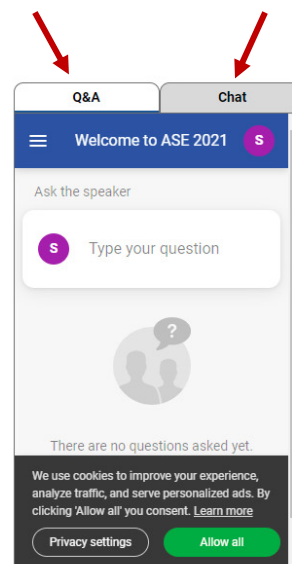 Q&A Chat
Welcome to ASE 2021 S
Ask the speaker
S Type your question
?
There are no questions asked yet.
We use cookies to improve your experience,
analyze traffic, and serve personalized ads. By
clicking 'Allow all' you consent. Learn more
Privacy settings Allow all